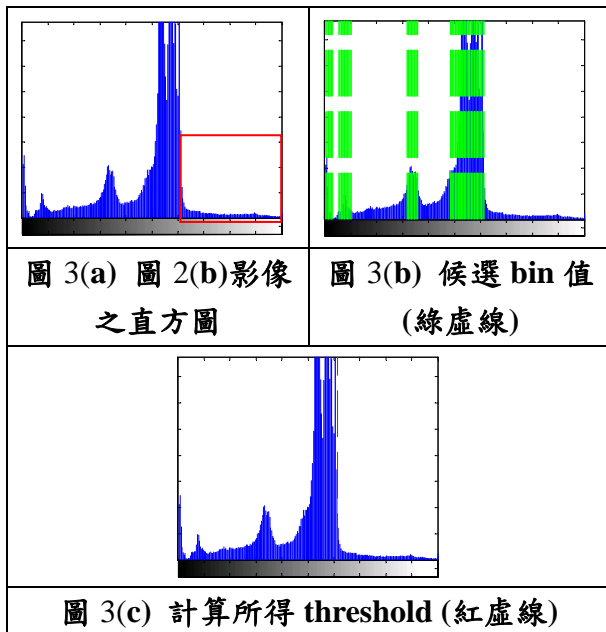 圖 3(a) 圖 2(b)影像
之直方圖
圖 3(b) 候選 bin 值
(綠虛線)
圖 3(c) 計算所得 threshold (紅虛線)